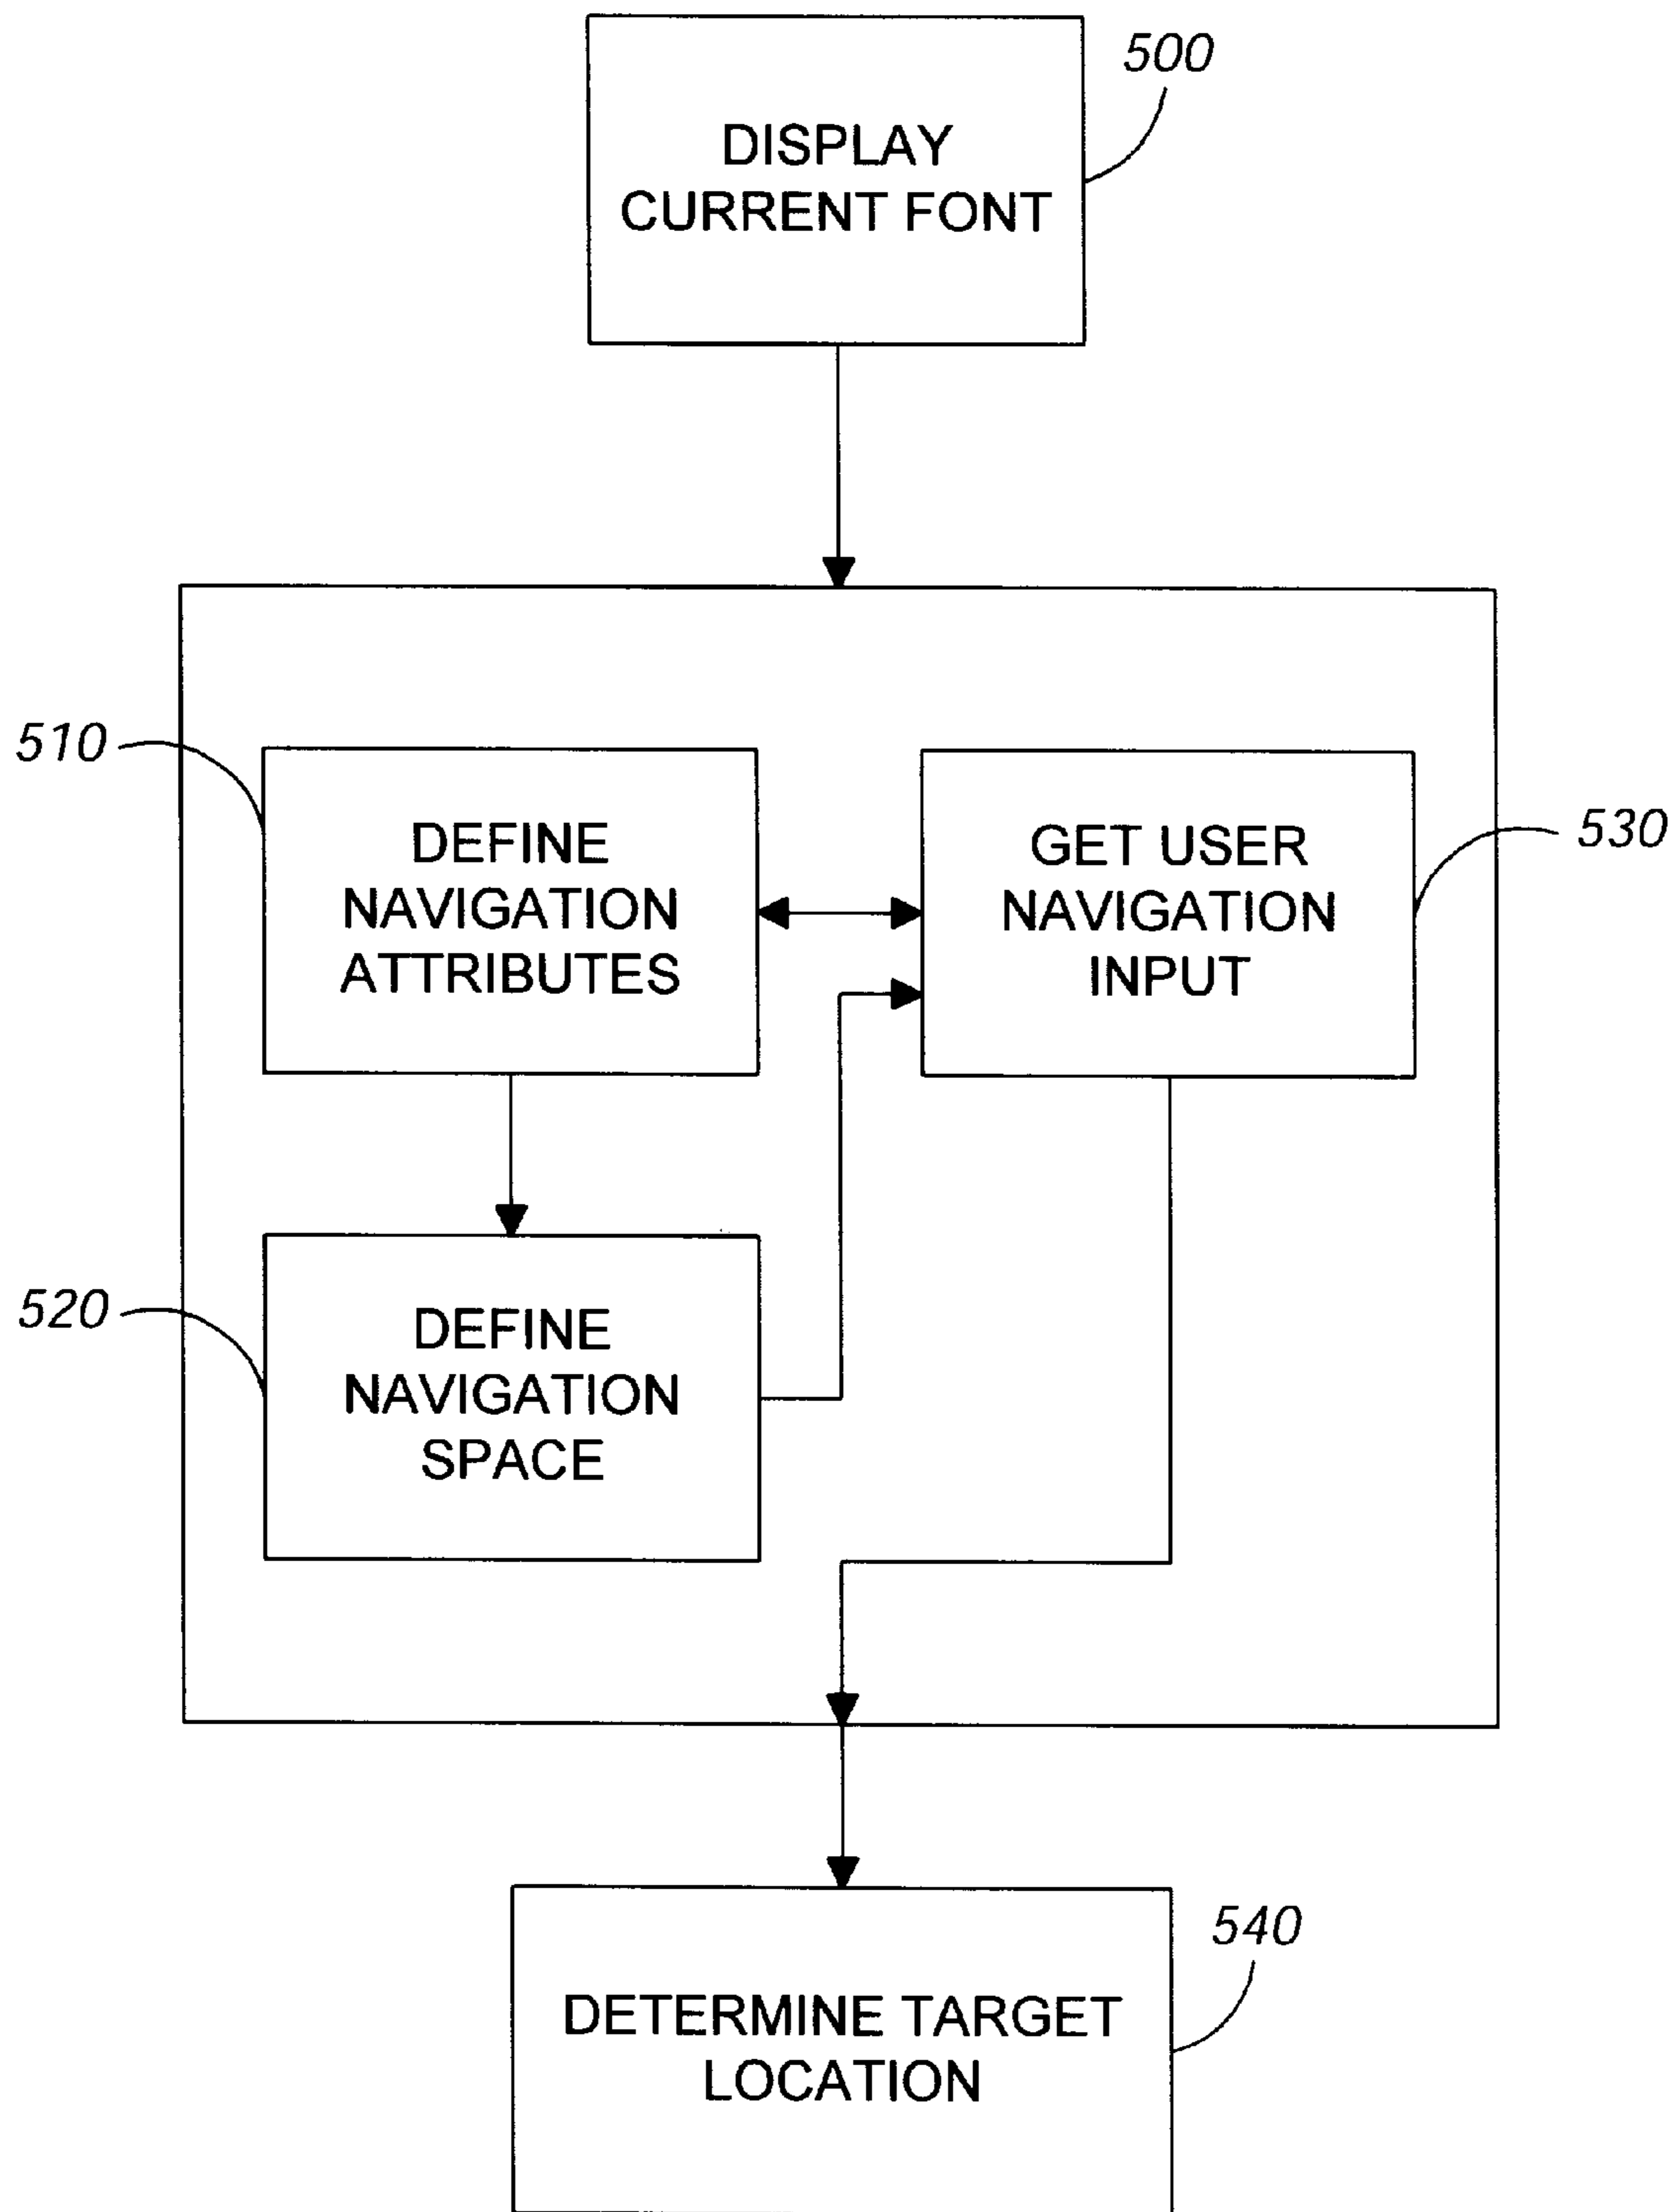 500
DISPLAY
CURRENT FONT
510
DEFINE
NAVIGATION
ATTRIBUTES
GET USER
NAVIGATION
INPUT
530
520
DEFINE
NAVIGATION
SPACE
540
DETERMINE TARGET
LOCATION